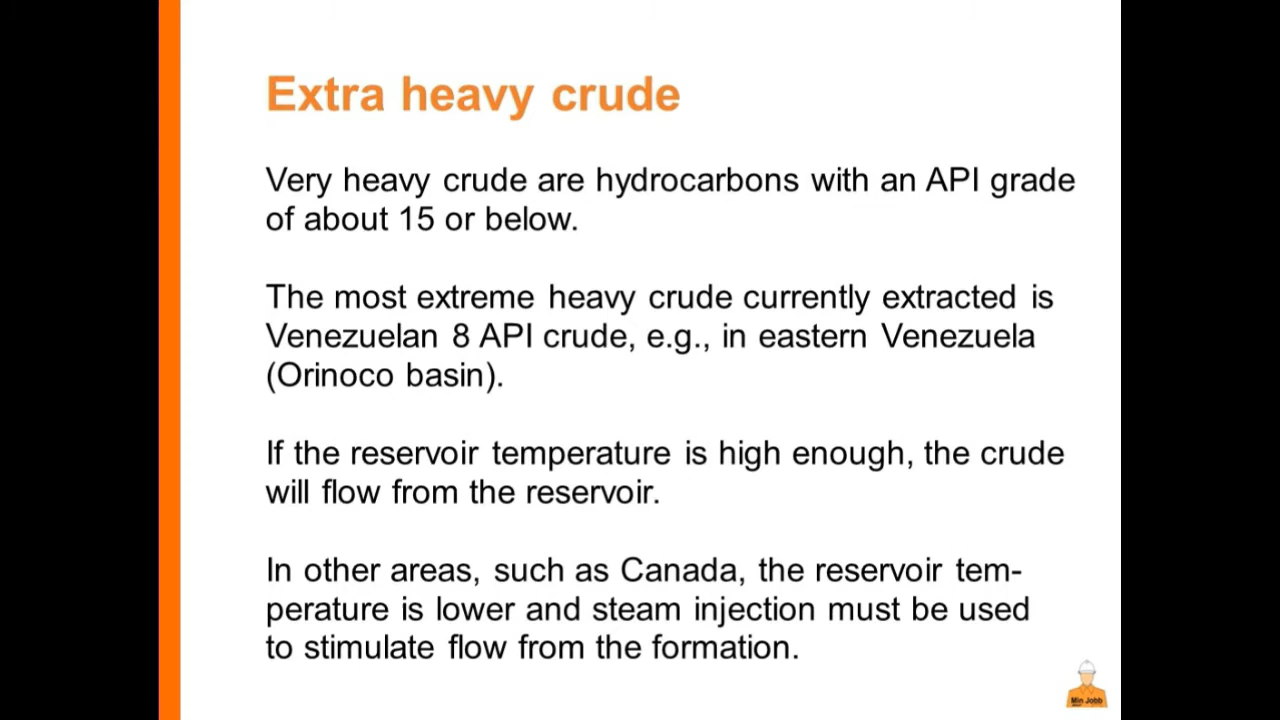 Extra heavy crude
Very heavy crude are hydrocarbons with an API grade
of about 15 or below.
The most extreme heavy crude currently extracted is
Venezuelan 8 API crude, e.g., in eastern Venezuela
(Orinoco basin).
If the reservoir temperature is high enough, the crude
will flow from the reservoir.
In other areas, such as Canada, the reservoir tem-
perature is lower and steam injection must be used
to stimulate flow from the formation.
Min Jobb